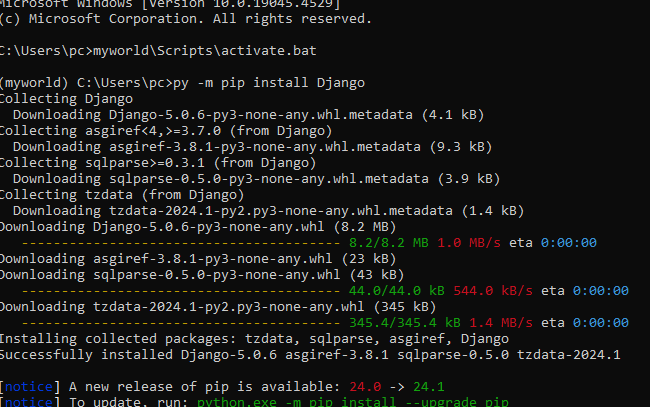 Microsoft Windows [Version 10.0.19045.4529]
(c) Microsoft Corporation. All rights reserved.
C:\Users\pc>myworld\Scripts\activate.bat
(myworld) C:\Users\pc>py -m pip install Django
Collecting Django
  Downloading Django-5.0.6-py3-none-any.whl.metadata (4.1 kB)
Collecting asgiref<4,>=3.7.0 (from Django)
  Downloading asgiref-3.8.1-py3-none-any.whl.metadata (9.3 kB)
Collecting sqlparse>=0.3.1 (from Django)
  Downloading sqlparse-0.5.0-py3-none-any.whl.metadata (3.9 kB)
Collecting tzdata (from Django)
  Downloading tzdata-2024.1-py2.py3-none-any.whl.metadata (1.4 kB)
Downloading Django-5.0.6-py3-none-any.whl (8.2 MB)
   ---------------------------------------- 8.2/8.2 MB 1.0 MB/s eta 0:00:00
Downloading asgiref-3.8.1-py3-none-any.whl (23 kB)
Downloading sqlparse-0.5.0-py3-none-any.whl (43 kB)
   ---------------------------------------- 44.0/44.0 kB 544.0 kB/s eta 0:00:00
Downloading tzdata-2024.1-py2.py3-none-any.whl (345 kB)
   ---------------------------------------- 345.4/345.4 kB 1.4 MB/s eta 0:00:00
Installing collected packages: tzdata, sqlparse, asgiref, Django
Successfully installed Django-5.0.6 asgiref-3.8.1 sqlparse-0.5.0 tzdata-2024.1
[notice] A new release of pip is available: 24.0 -> 24.1
[notice] To update, run: python.exe -m pip install --upgrade pip